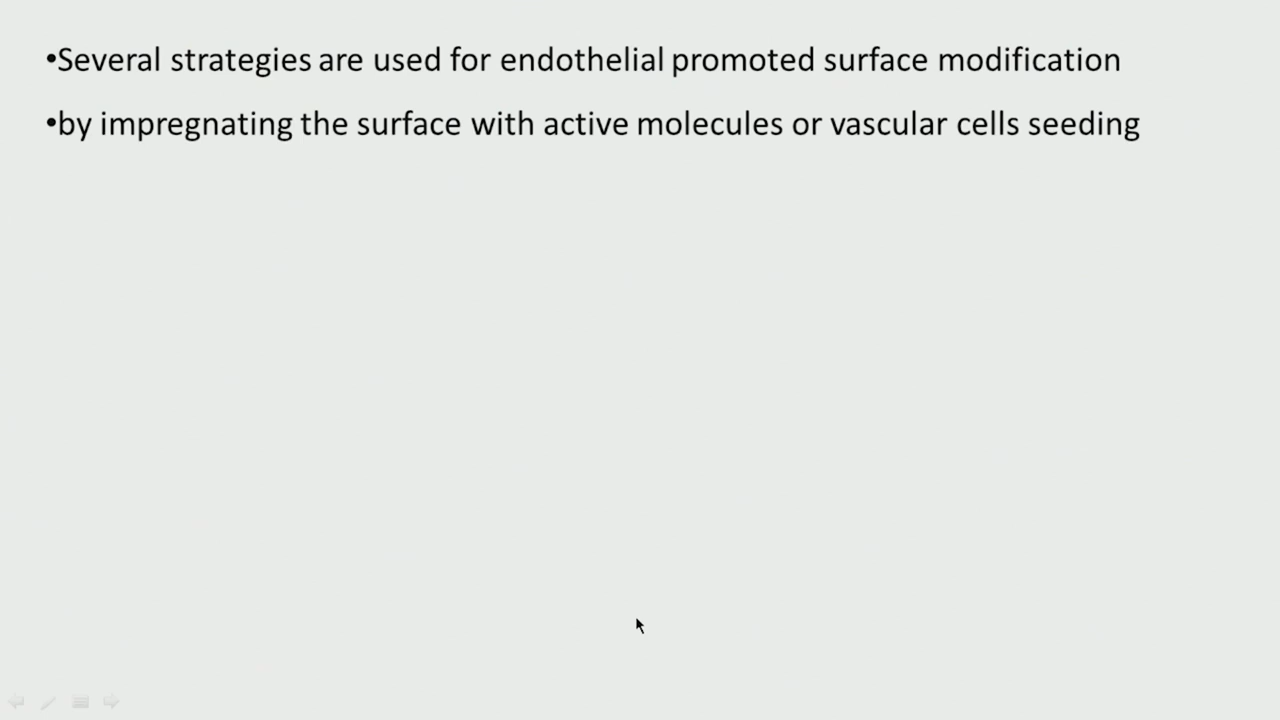 •Several strategies are used for endothelial promoted surface modification
•by impregnating the surface with active molecules or vascular cells seeding